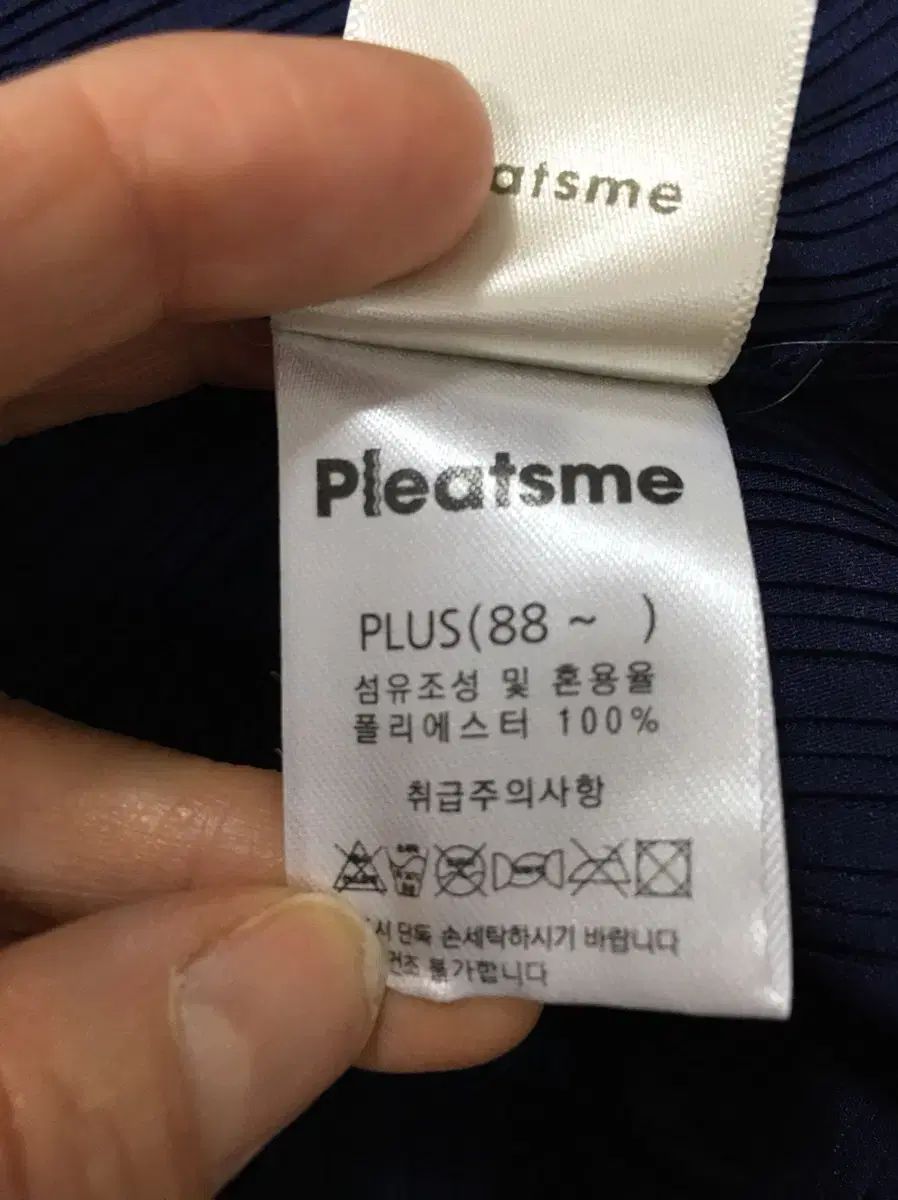 atsme
Pleatsme
PLUS(88 ~ )
섬유조성 및 혼용율
폴리에스터 100%
취급주의사항
시 단독 손세탁하시기 바랍니다
건조 불가합니다